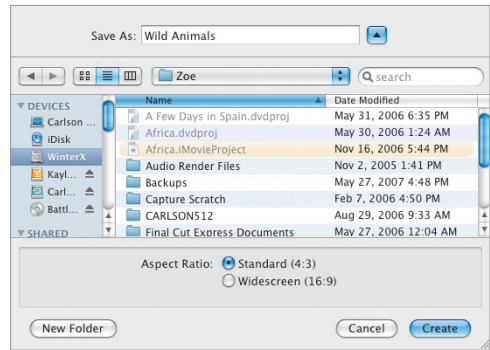 Save As: Wild Animals
Zoe
search
Name Date Modified
DEVICES
Carlson ...
iDisk
WinterX
Kayl...
Carl...
Battl...
SHARED
A Few Days in Spain.dvdproj May 31, 2006 6:35 PM
Africa.dvdproj May 30, 2006 1:24 AM
Africa.iMovieProject Nov 16, 2006 5:44 PM
Audio Render Files Nov 2, 2005 1:41 PM
Backups May 27, 2007 4:48 PM
Capture Scratch Feb 7, 2006 4:50 PM
CARLSON512 Aug 29, 2006 9:33 AM
Final Cut Express Documents May 27, 2006 12:04 AM
Aspect Ratio: Standard (4:3)
Widescreen (16:9)
New Folder Cancel Create